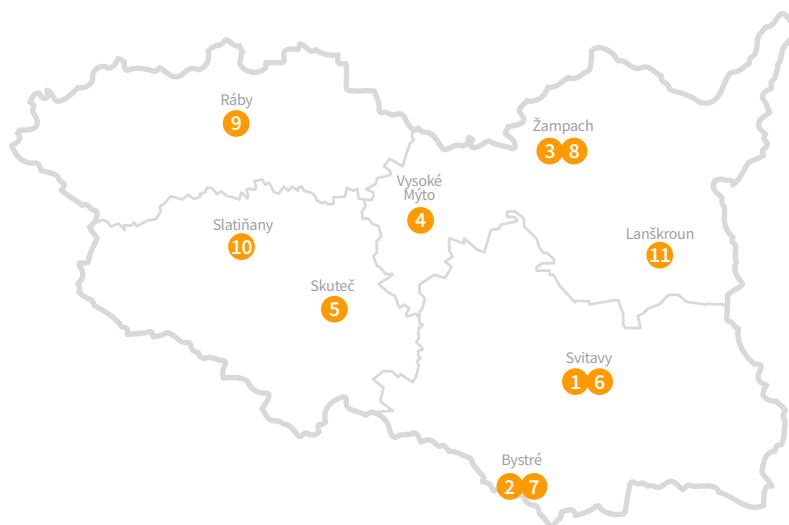 Ráby
9
Žampach
3 8
Vysoké
Mýto
4
Slatiňany
10
Lanškroun
11
Skuteč
5
Svitavy
1 6
Bystré
2 7